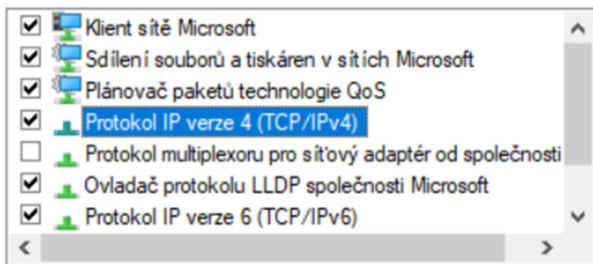 Klient sítě Microsoft
Sdílení souborů a tiskáren v sítích Microsoft
Plánovač paketů technologie QoS
Protokol IP verze 4 (TCP/IPv4)
Protokol multiplexoru pro síťový adaptér od společnosti
Ovladač protokolu LLDP společnosti Microsoft
Protokol IP verze 6 (TCP/IPv6)